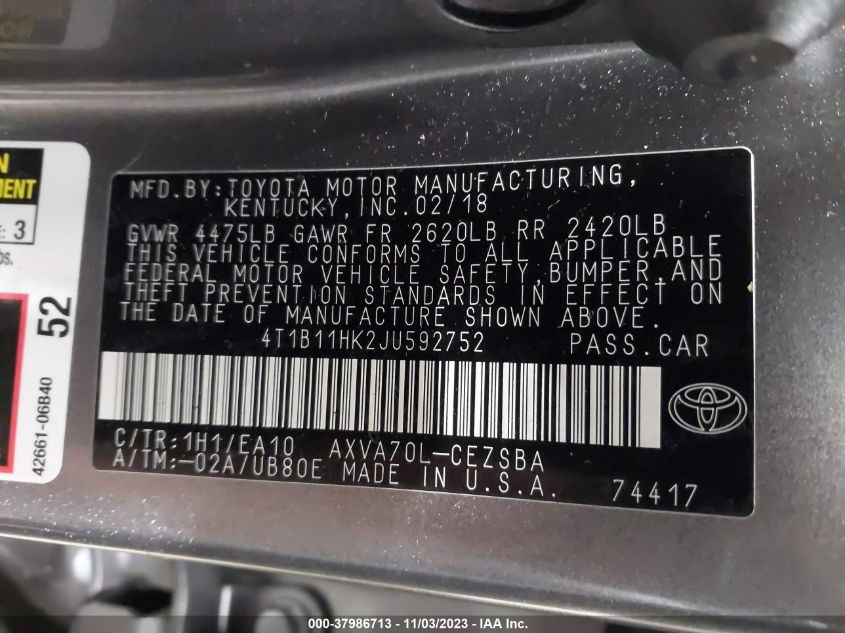 N
MENT
E: 3
os.
52
42661-06B40
MFD.BY:TOYOTA MOTOR MANUFACTURING,
KENTUCKY,INC.02/18
GVWR 4475LB GAWR FR 2620LB RR 2420LB
THIS VEHICLE CONFORMS TO ALL APPLICABLE
FEDERAL MOTOR VEHICLE SAFETY,BUMPER,AND
THEFT PREVENTION STANDARDS IN EFFECT ON
THE DATE OF MANUFACTURE SHOWN ABOVE.
4T1B11HK2JU592752 PASS.CAR
C/TR:1H1/EA10 AXVA70L-CEZSBA
A/TM:-02A/UB80E MADE IN U.S.A.
74417
000-37986713 - 11/03/2023 - IAA Inc.